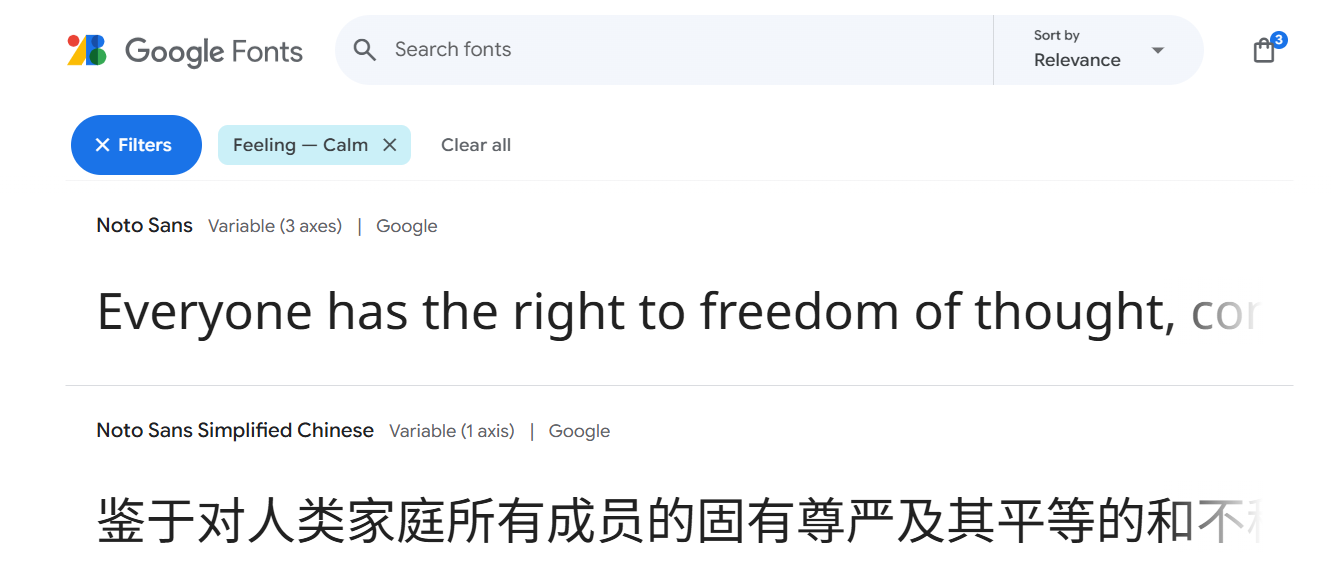 Google Fonts
Search fonts
Sort by
Relevance
3
Filters
Feeling — Calm
Clear all
Noto Sans Variable (3 axes) | Google
Everyone has the right to freedom of thought, con
Noto Sans Simplified Chinese Variable (1 axis) | Google
鉴于对人类家庭所有成员的固有尊严及其平等的和不